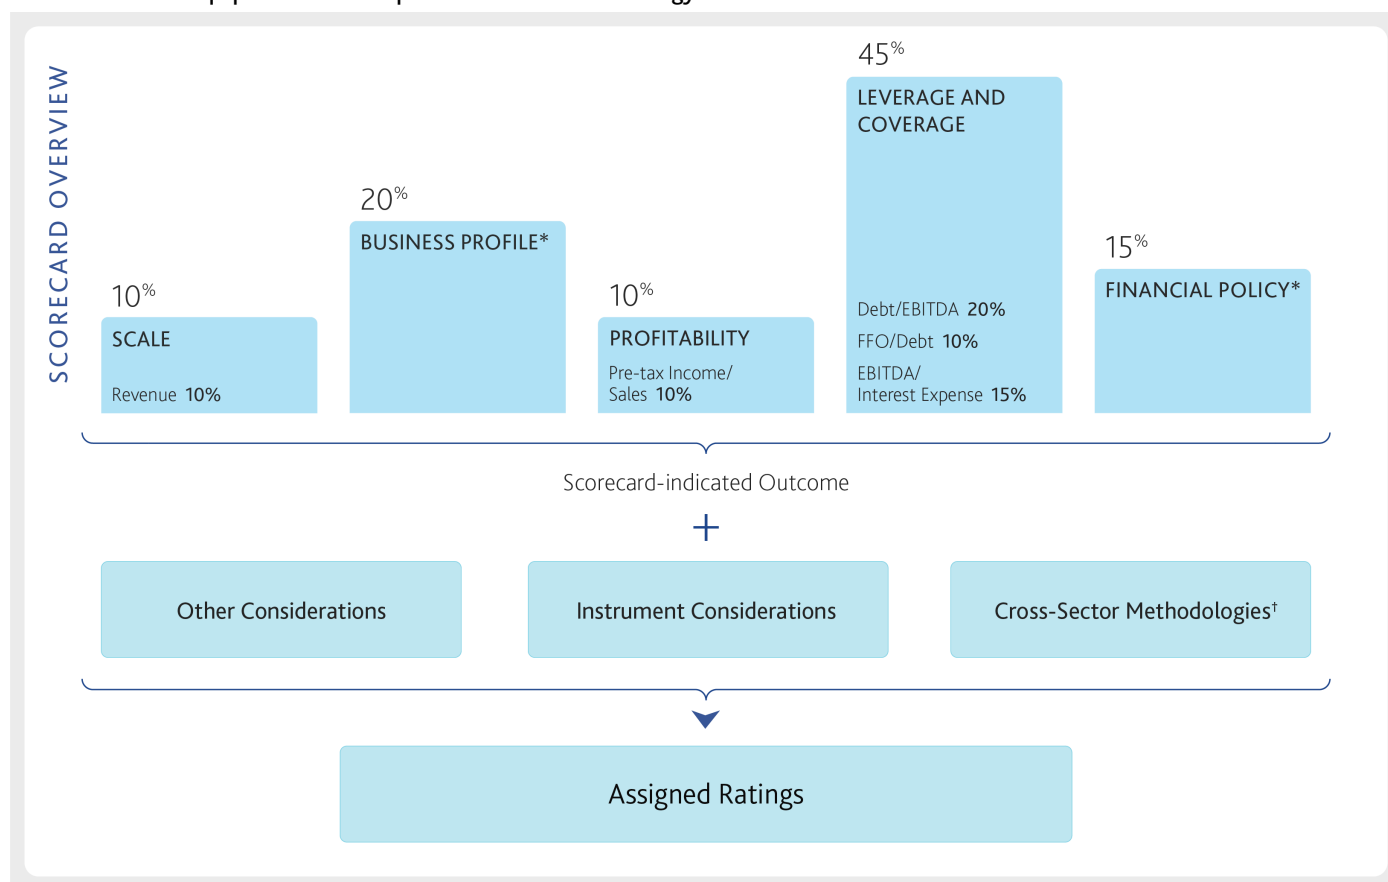 SCORECARD OVERVIEW
10%
SCALE
Revenue 10%
20%
BUSINESS PROFILE*
10%
PROFITABILITY
Pre-tax Income/
Sales 10%
45%
LEVERAGE AND
COVERAGE
Debt/EBITDA 20%
FFO/Debt 10%
EBITDA/
Interest Expense 15%
15%
FINANCIAL POLICY*
Scorecard-indicated Outcome
+
Other Considerations
Instrument Considerations
Cross-Sector Methodologies†
Assigned Ratings